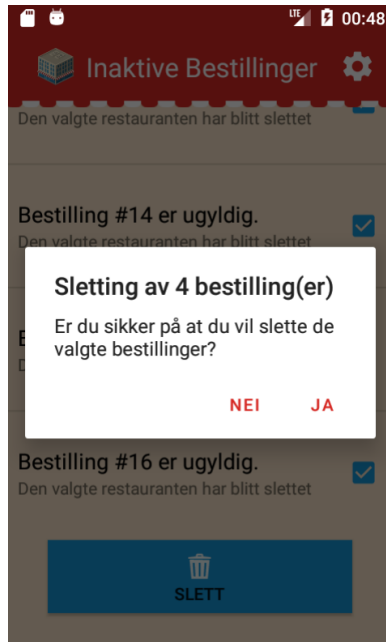 LTE 00:48
Inaktive Bestillinger
Den valgte restauranten har blitt slettet
Bestilling #14 er ugyldig.
Den valgte restauranten har blitt slettet
Sletting av 4 bestilling(er)
Er du sikker på at du vil slette de
valgte bestillinger?
NEI JA
Bestilling #16 er ugyldig.
Den valgte restauranten har blitt slettet
SLETT